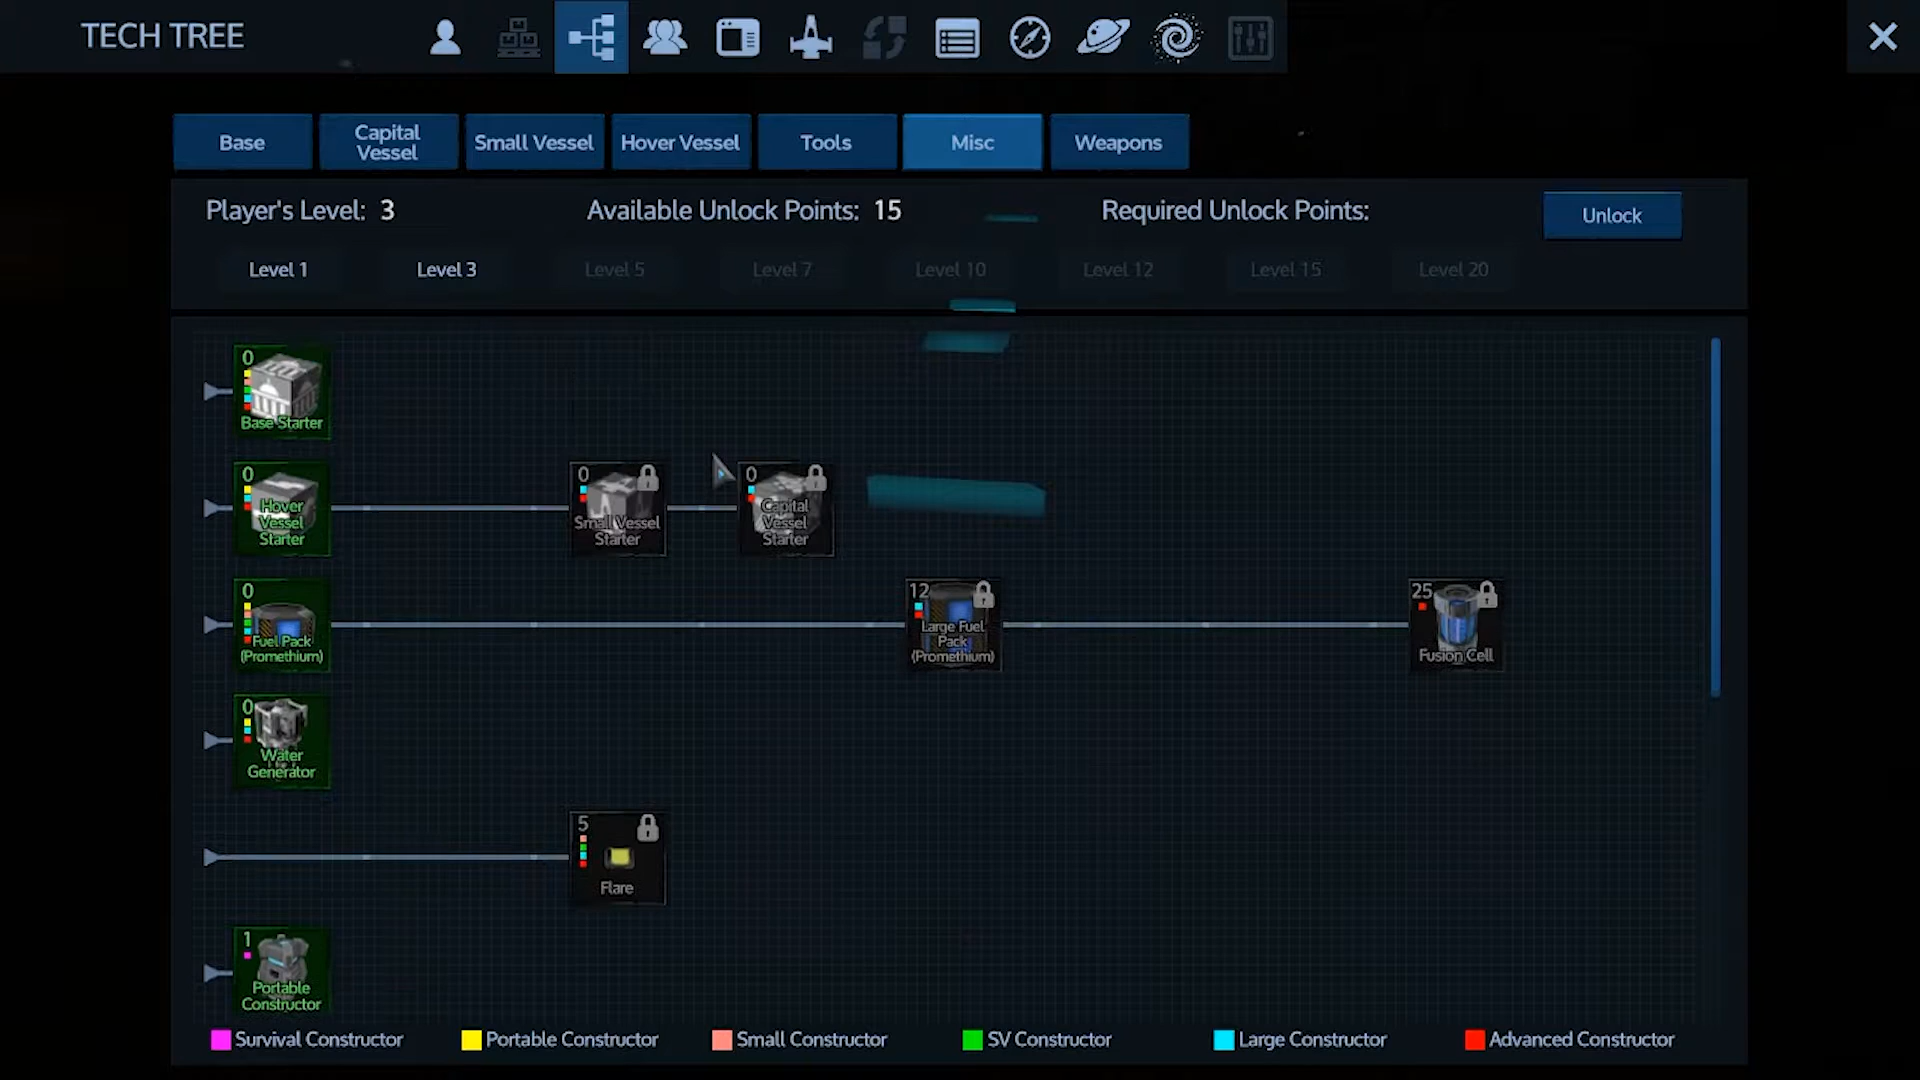 TECH TREE
Base
Capital
Vessel
Small Vessel
Hover Vessel
Tools
Misc
Weapons
Player's Level: 3
Available Unlock Points: 15
Required Unlock Points:
Unlock
Level 1
Level 3
Level 5
Level 7
Level 10
Level 12
Level 15
Level 20
0
Base Starter
0
Hover
Vessel
Starter
0
Small Vessel
Starter
0
Capital
Vessel
Starter
0
Fuel Pack
(Promethium)
12
Large Fuel
Pack
(Promethium)
25
Fusion Cell
0
Water
Generator
5
Flare
1
Portable
Constructor
Survival Constructor
Portable Constructor
Small Constructor
SV Constructor
Large Constructor
Advanced Constructor